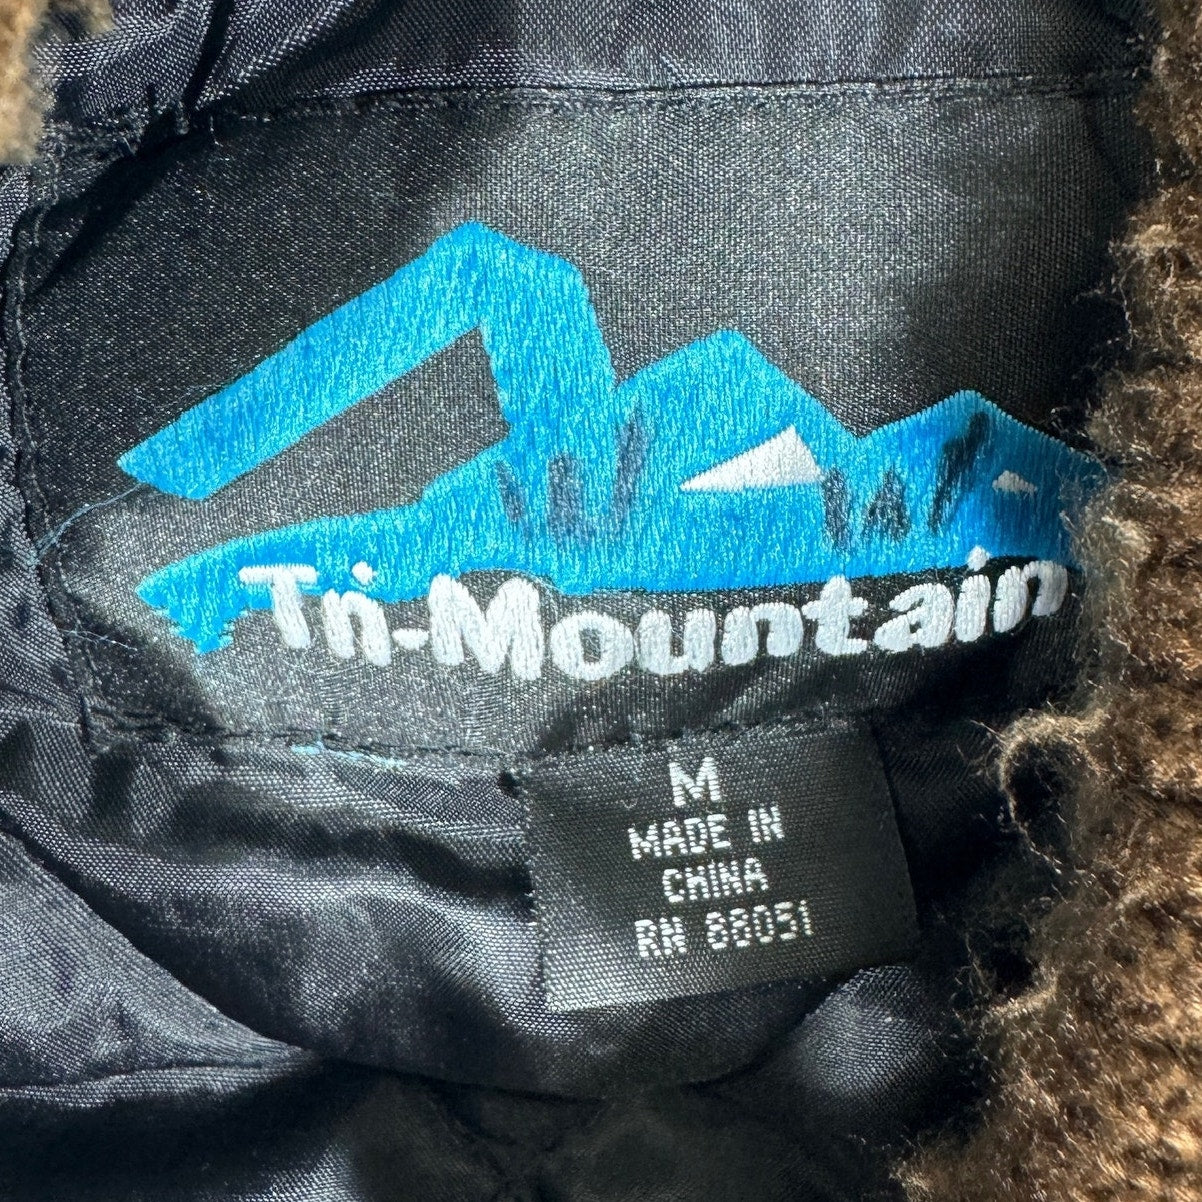 Tri-Mountain
M
MADE IN
CHINA
RN 88051